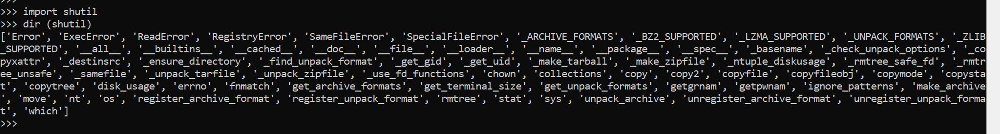 >>> import shutil
>>> dir (shutil)
['Error', 'ExecError', 'ReadError', 'RegistryError', 'SameFileError', 'SpecialFileError', '_ARCHIVE_FORMATS', '_BZ2_SUPPORTED', '_LZMA_SUPPORTED', '_UNPACK_FORMATS', '_ZLIB
_SUPPORTED', '__all__', '__builtins__', '__cached__', '__doc__', '__file__', '__loader__', '__name__', '__package__', '__spec__', '_basename', '_check_unpack_options', '_co
pyxattr', '_destinsrc', '_ensure_directory', '_find_unpack_format', '_get_gid', '_get_uid', '_make_tarball', '_make_zipfile', '_ntuple_diskusage', '_rmtree_safe_fd', '_rmtr
ee_unsafe', '_samefile', '_unpack_tarfile', '_unpack_zipfile', '_use_fd_functions', 'chown', 'collections', 'copy', 'copy2', 'copyfile', 'copyfileobj', 'copymode', 'copysta
t', 'copytree', 'disk_usage', 'errno', 'fnmatch', 'get_archive_formats', 'get_terminal_size', 'get_unpack_formats', 'getgrnam', 'getpwnam', 'ignore_patterns', 'make_archive
', 'move', 'nt', 'os', 'register_archive_format', 'register_unpack_format', 'rmtree', 'stat', 'sys', 'unpack_archive', 'unregister_archive_format', 'unregister_unpack_forma
t', 'which']
>>>